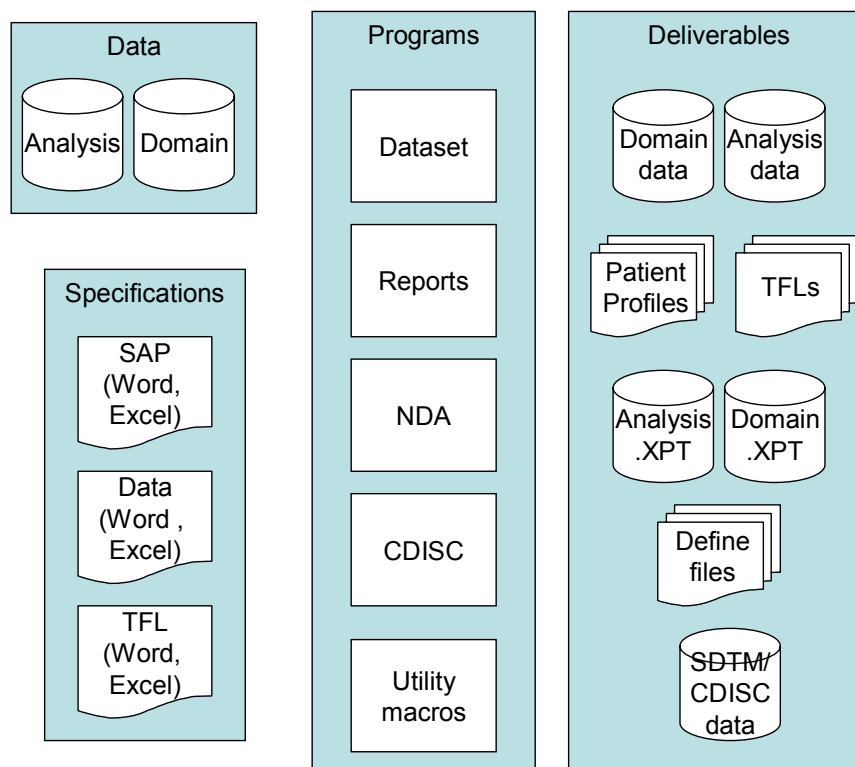 Data
Analysis
Domain
Specifications
SAP
(Word,
Excel)
Data
(Word ,
Excel)
TFL
(Word,
Excel)
Programs
Dataset
Reports
NDA
CDISC
Utility
macros
Deliverables
Domain
data
Analysis
data
Patient
Profiles
TFLs
Analysis
.XPT
Domain
.XPT
Define
files
SDTM/
CDISC
data